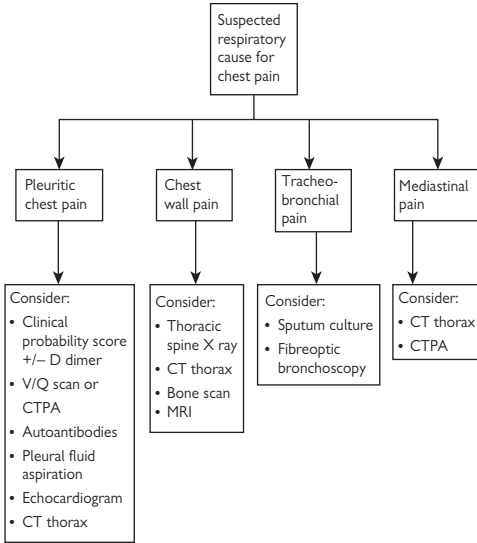 Suspected
respiratory
cause for
chest pain
Pleuritic
chest pain
Chest
wall pain
Tracheo-
bronchial
pain
Mediastinal
pain
Consider:
• Clinical
probability score
+/– D dimer
• V/Q scan or
CTPA
• Autoantibodies
• Pleural fluid
aspiration
• Echocardiogram
• CT thorax
Consider:
• Thoracic
spine X ray
• CT thorax
• Bone scan
• MRI
Consider:
• Sputum culture
• Fibreoptic
bronchoscopy
Consider:
• CT thorax
• CTPA